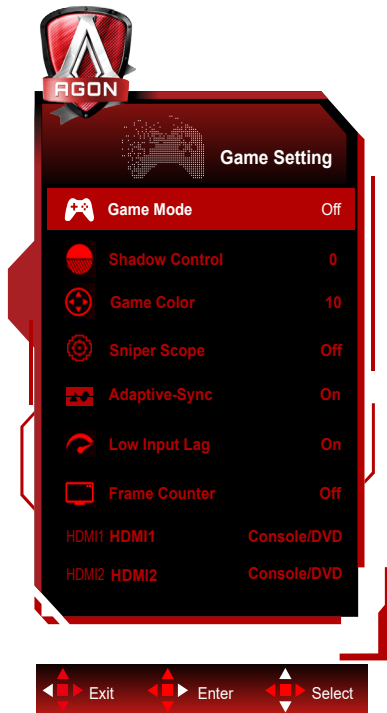 AGON
Game Setting
Game Mode Off
Shadow Control 0
Game Color 10
Sniper Scope Off
Adaptive-Sync On
Low Input Lag On
Frame Counter Off
HDMI1 HDMI1 Console/DVD
HDMI2 HDMI2 Console/DVD
Exit Enter Select